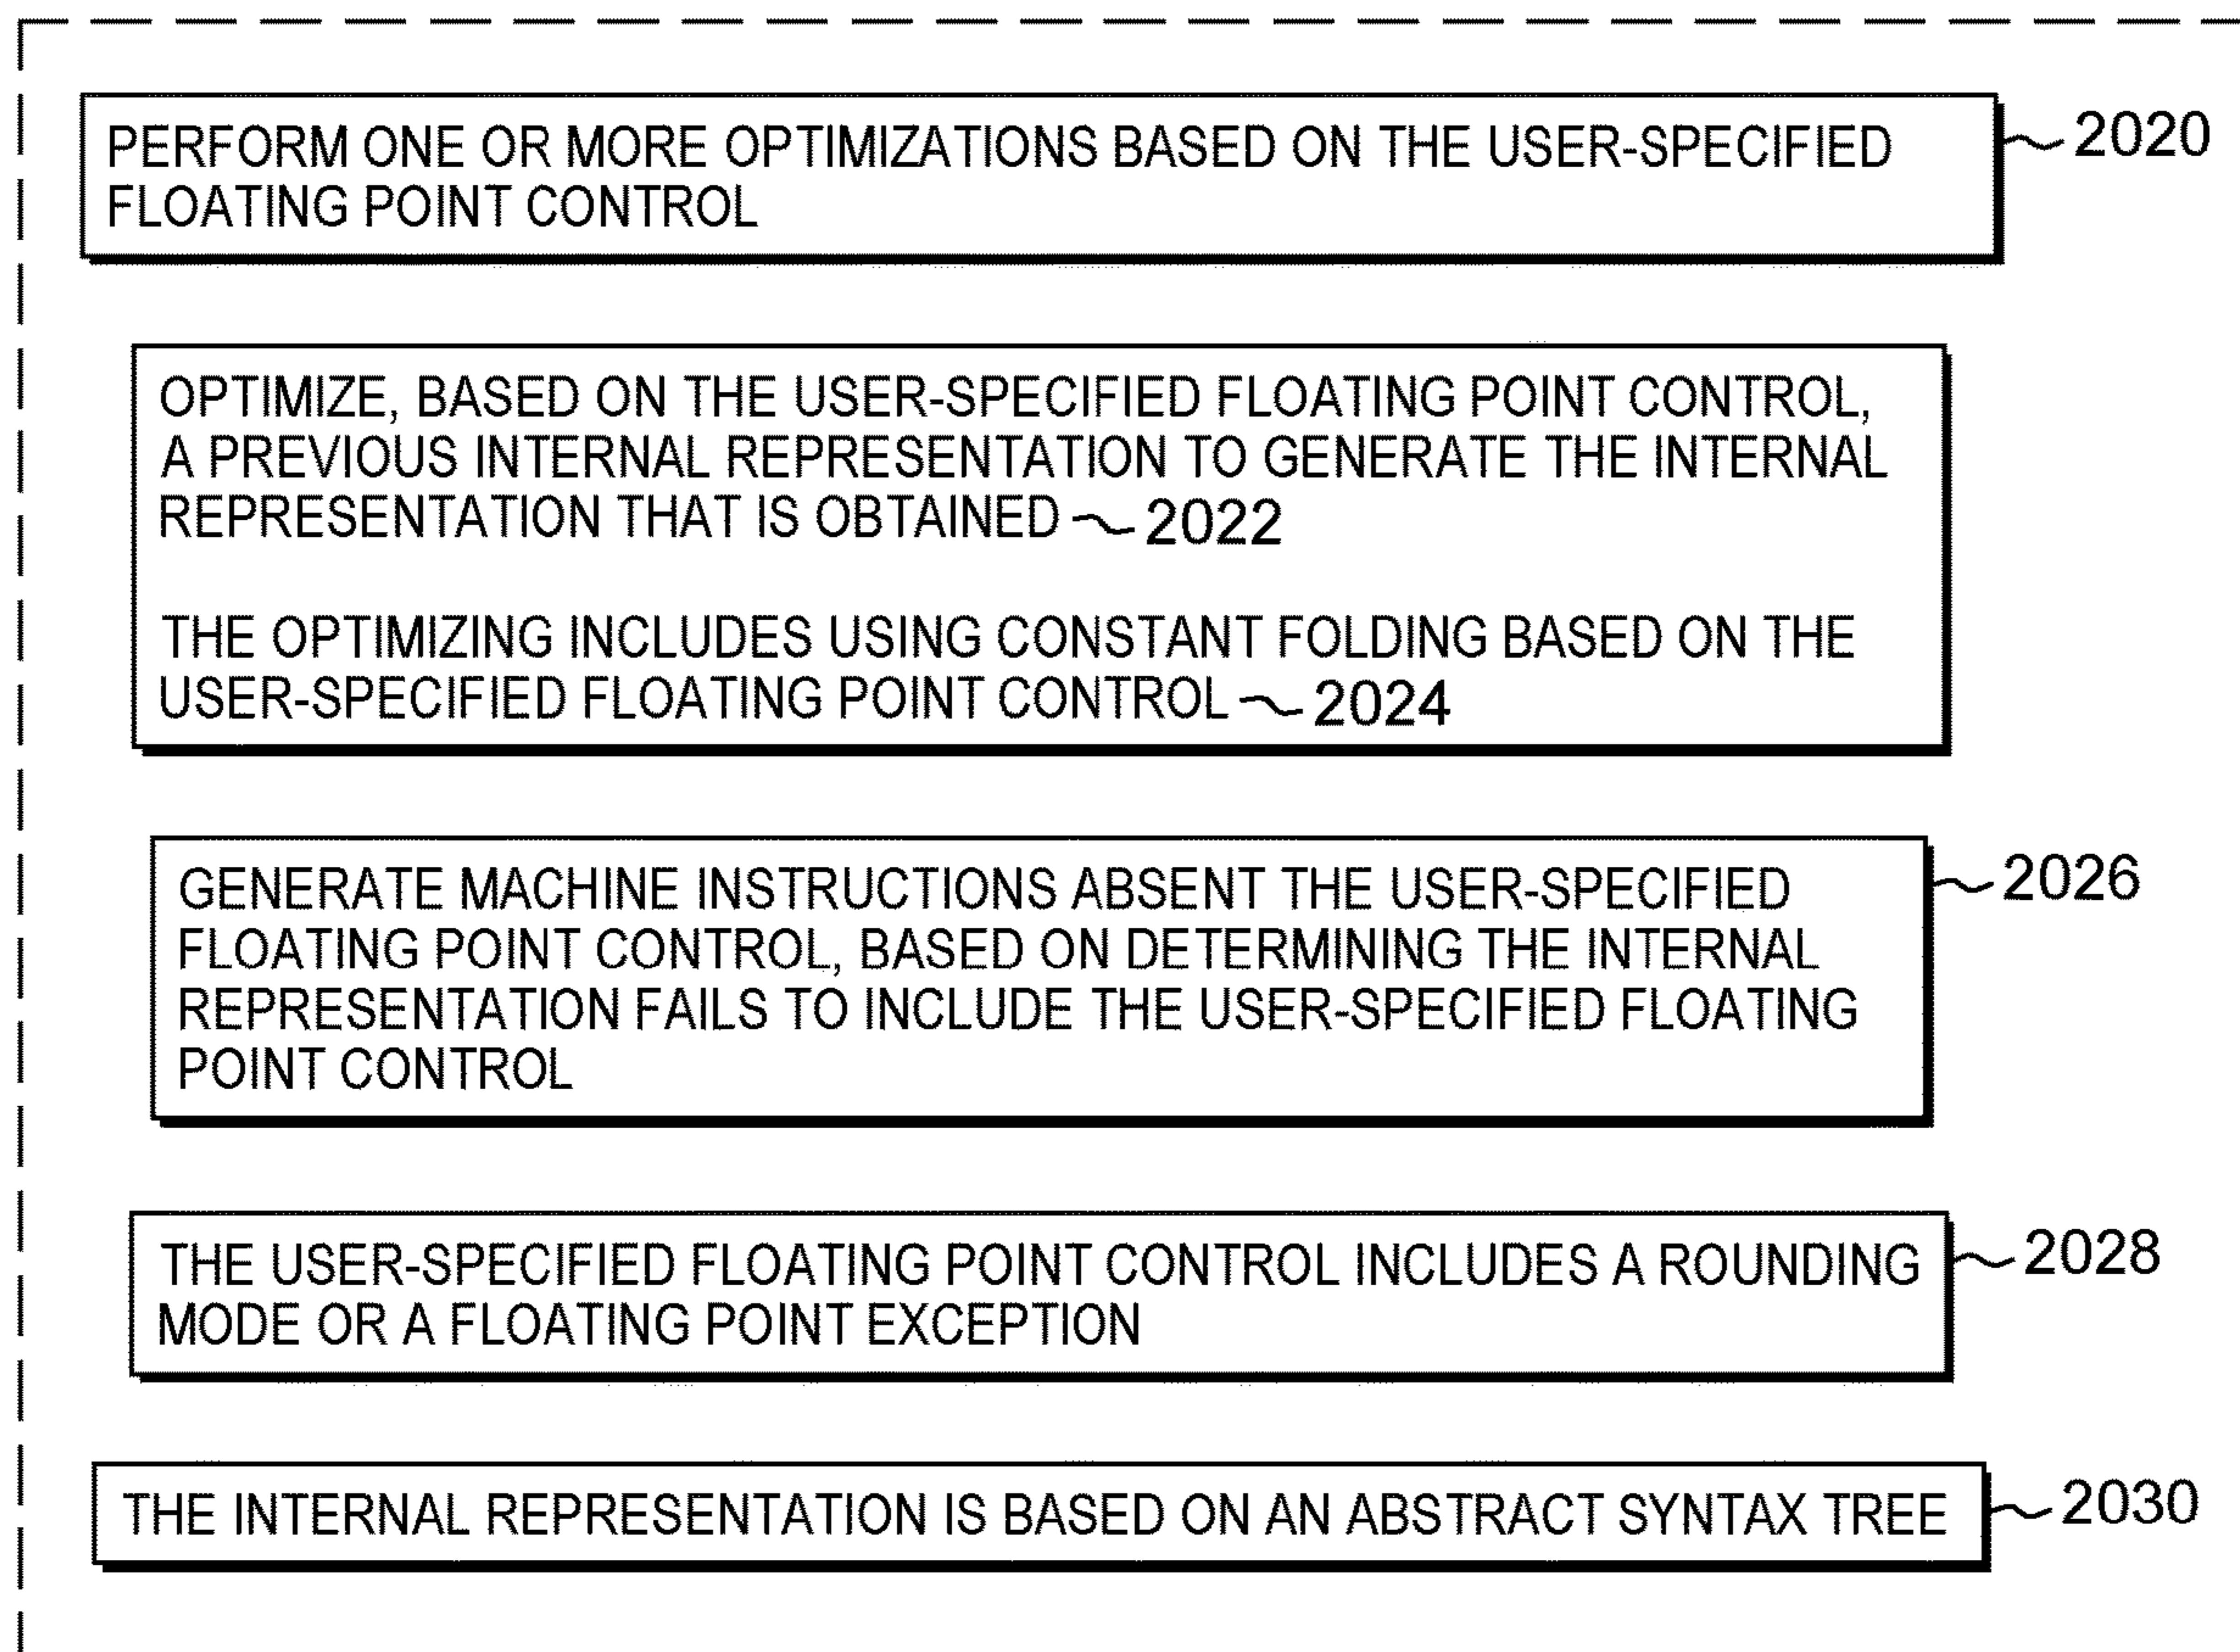 PERFORM ONE OR MORE OPTIMIZATIONS BASED ON THE USER-SPECIFIED 2020
FLOATING POINT CONTROL
OPTIMIZE, BASED ON THE USER-SPECIFIED FLOATING POINT CONTROL,
A PREVIOUS INTERNAL REPRESENTATION TO GENERATE THE INTERNAL
REPRESENTATION THAT IS OBTAINED 2022
THE OPTIMIZING INCLUDES USING CONSTANT FOLDING BASED ON THE
USER-SPECIFIED FLOATING POINT CONTROL 2024
GENERATE MACHINE INSTRUCTIONS ABSENT THE USER-SPECIFIED 2026
FLOATING POINT CONTROL, BASED ON DETERMINING THE INTERNAL
REPRESENTATION FAILS TO INCLUDE THE USER-SPECIFIED FLOATING
POINT CONTROL
THE USER-SPECIFIED FLOATING POINT CONTROL INCLUDES A ROUNDING 2028
MODE OR A FLOATING POINT EXCEPTION
THE INTERNAL REPRESENTATION IS BASED ON AN ABSTRACT SYNTAX TREE 2030